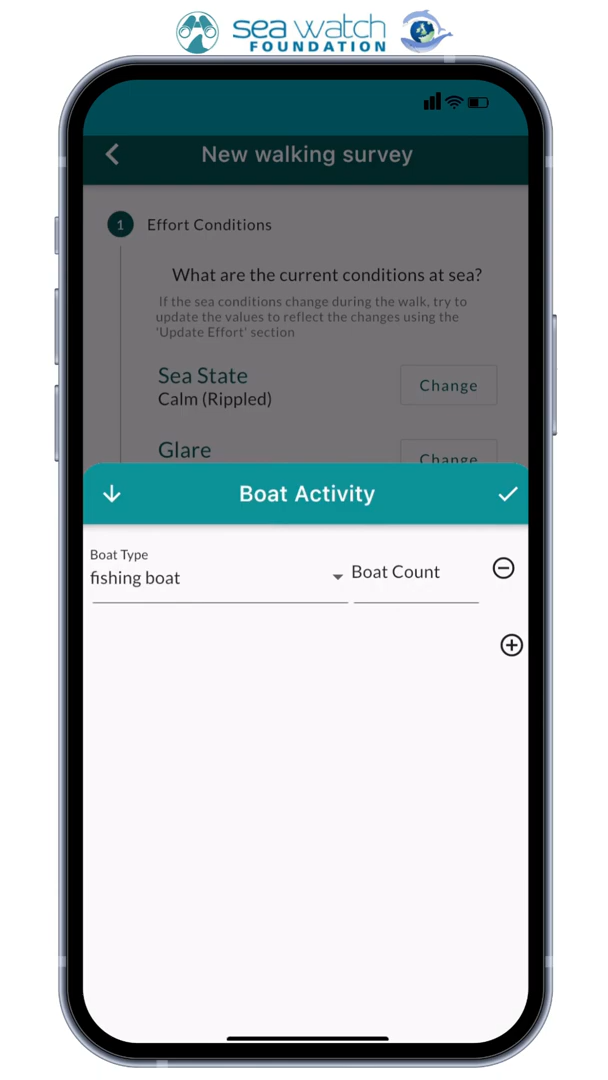 sea watch
FOUNDATION
New walking survey
1 Effort Conditions
What are the current conditions at sea?
If the sea conditions change during the walk, try to
update the values to reflect the changes using the
'Update Effort' section
Sea State
Change
Calm (Rippled)
Glare
Change
Boat Activity
Boat Type
fishing boat
Boat Count